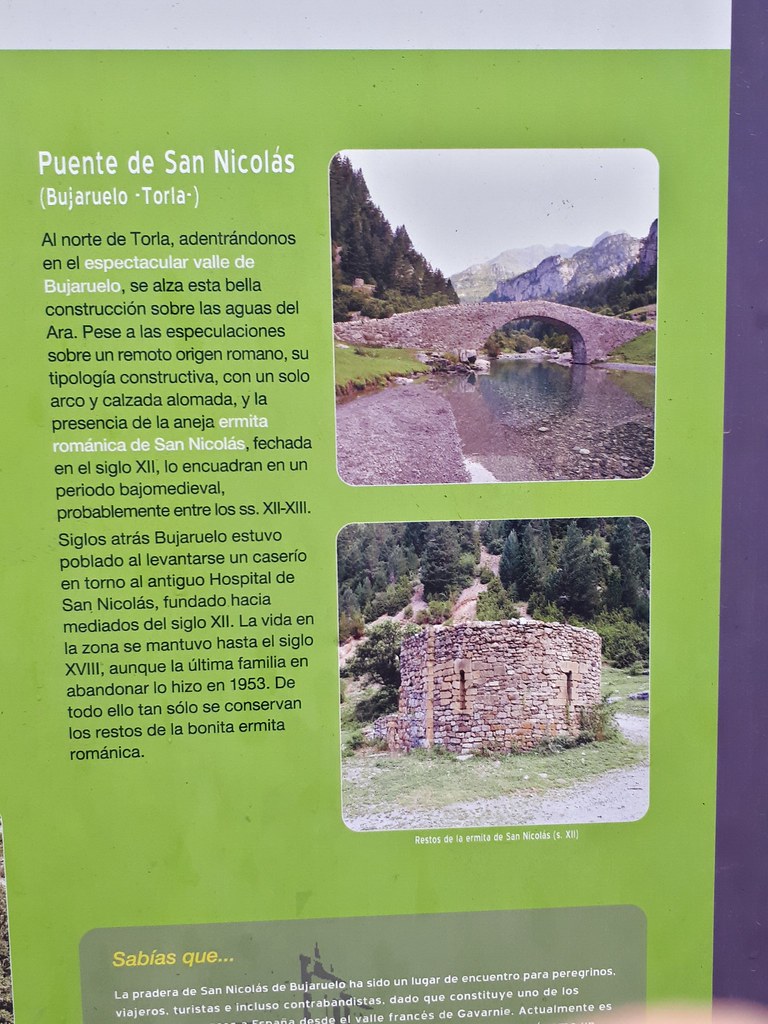 Puente de San Nicolás
(Bujaruelo -Torla-)
Al norte de Torla, adentrándonos
en el espectacular valle de
Bujaruelo, se alza esta bella
construcción sobre las aguas del
Ara. Pese a las especulaciones
sobre un remoto origen romano, su
tipología constructiva, con un solo
arco y calzada alomada, y la
presencia de la aneja ermita
románica de San Nicolás, fechada
en el siglo XII, lo encuadran en un
periodo bajomedieval,
probablemente entre los ss. XII-XIII.
Siglos atrás Bujaruelo estuvo
poblado al levantarse un caserío
en torno al antiguo Hospital de
San Nicolás, fundado hacia
mediados del siglo XII. La vida en
la zona se mantuvo hasta el siglo
XVIII, aunque la última familia en
abandonar lo hizo en 1953. De
todo ello tan sólo se conservan
los restos de la bonita ermita
románica.
Restos de la ermita de San Nicolás (s. XII)
Sabías que...
La pradera de San Nicolás de Bujaruelo ha sido un lugar de encuentro para peregrinos,
viajeros, turistas e incluso contrabandistas, dado que constituye uno de los
a España desde el valle francés de Gavarnie. Actualmente es